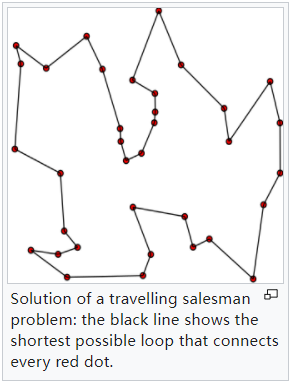 Solution of a travelling salesman
problem: the black line shows the
shortest possible loop that connects
every red dot.